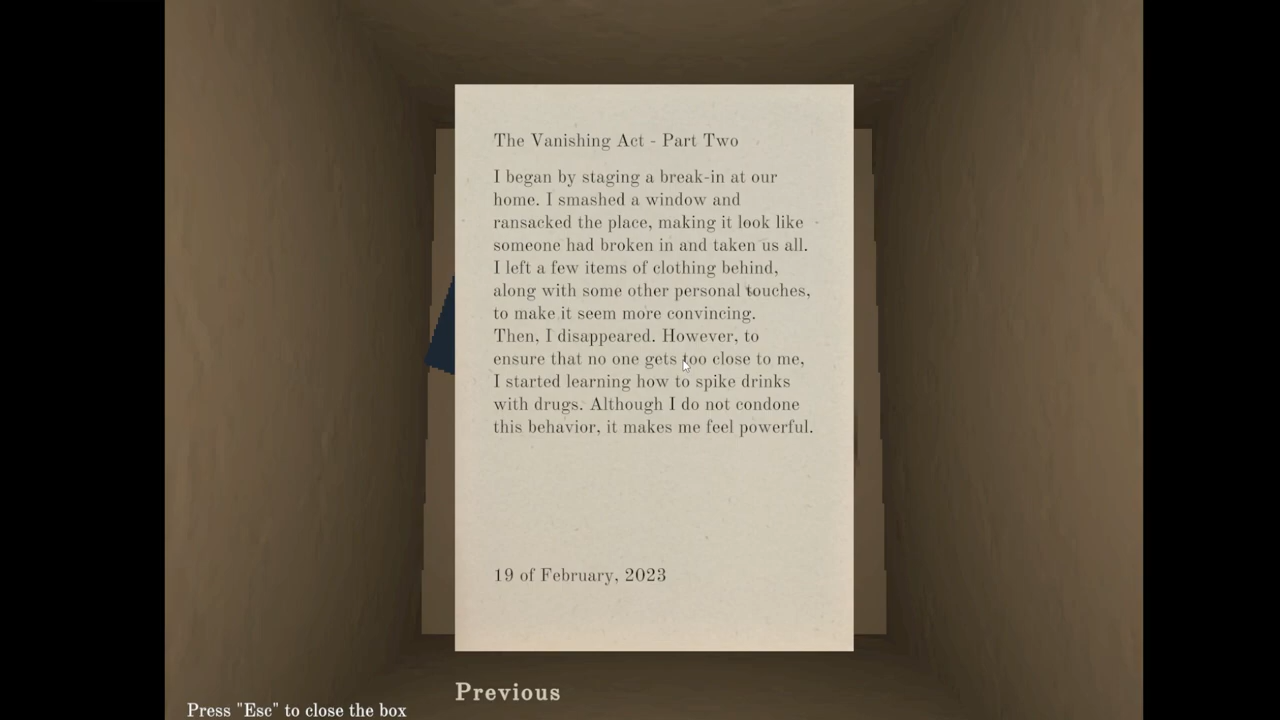 The Vanishing Act - Part Two
I began by staging a break-in at our
home. I smashed a window and
ransacked the place, making it look like
someone had broken in and taken us all.
I left a few items of clothing behind,
along with some other personal touches,
to make it seem more convincing.
Then, I disappeared. However, to
ensure that no one gets too close to me,
I started learning how to spike drinks
with drugs. Although I do not condone
this behavior, it makes me feel powerful.
19 of February, 2023
Previous
Press "Esc" to close the box